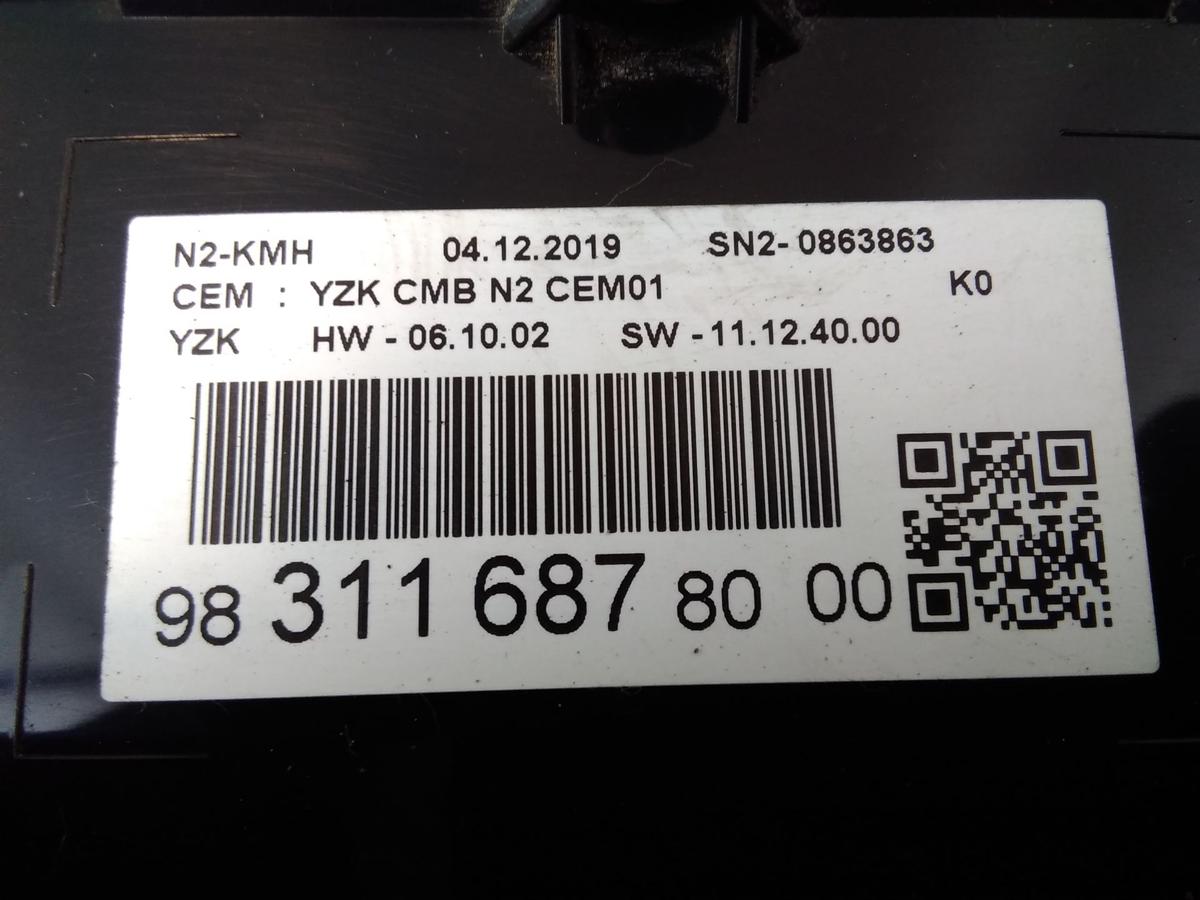 N2-KMH 04.12.2019 SN2- 0863863
CEM : YZK CMB N2 CEM01 K0
YZK HW - 06.10.02 SW -11.12.40.00
98 311 687 80 00